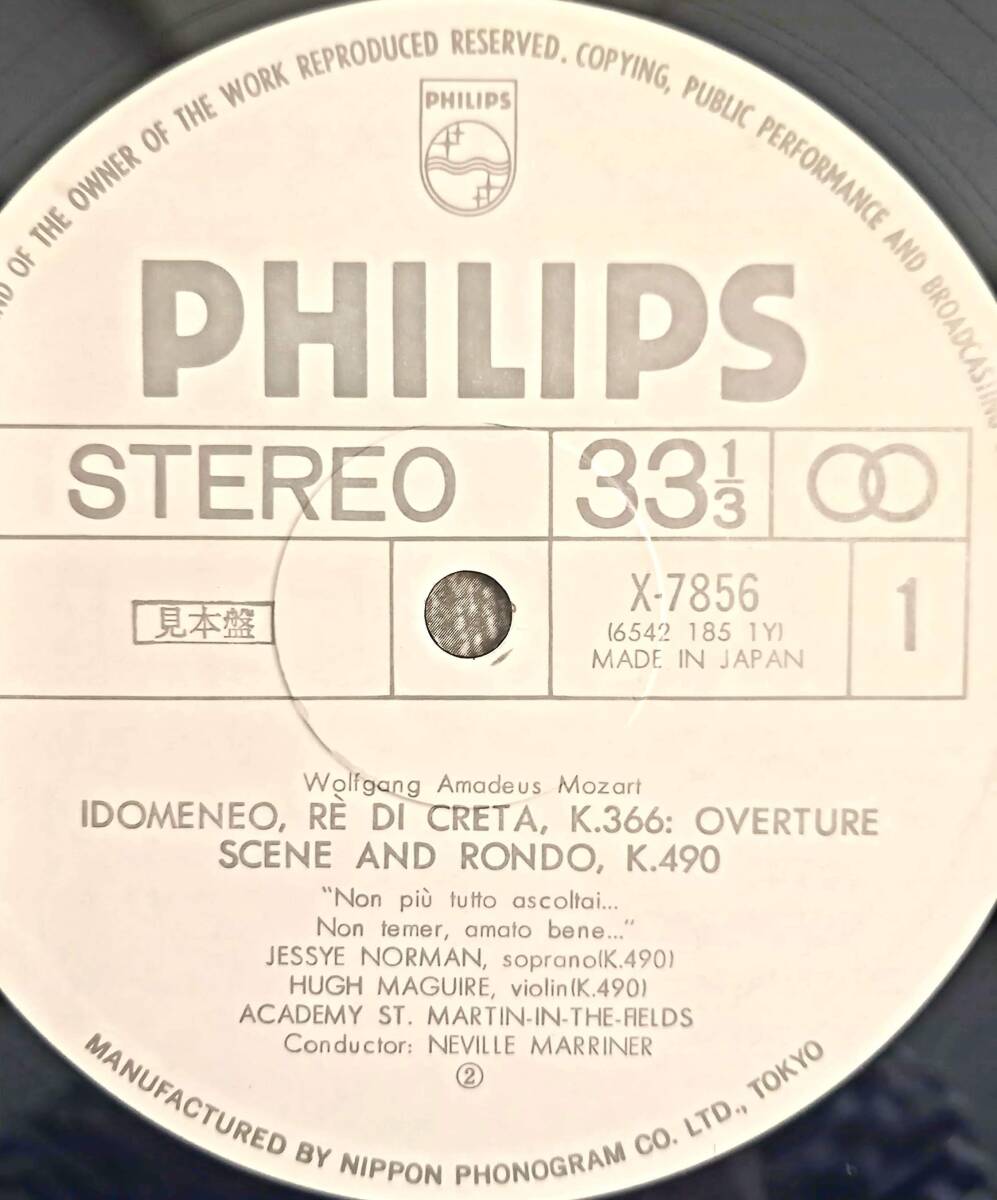 OF THE OWNER OF THE WORK REPRODUCED RESERVED. COPYING, PUBLIC PERFORMANCE AND BROADCASTING
PHILIPS
PHILIPS
STEREO
33 1/3
見本盤
X-7856
(6542 185 1Y)
MADE IN JAPAN
1
Wolfgang Amadeus Mozart
IDOMENEO, RÈ DI CRETA, K.366: OVERTURE
SCENE AND RONDO, K.490
"Non più tutto ascoltai...
Non temer, amato bene..."
JESSYE NORMAN, soprano(K.490)
HUGH MAGUIRE, violin(K.490)
ACADEMY ST. MARTIN-IN-THE-FIELDS
Conductor: NEVILLE MARRINER
②
MANUFACTURED BY NIPPON PHONOGRAM CO. LTD., TOKYO